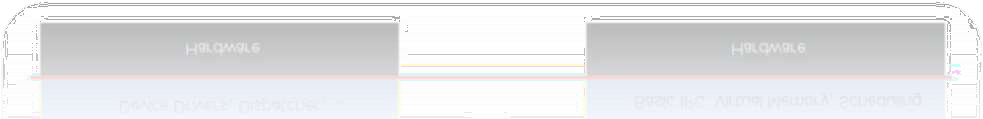 Hardware Hardware
Device Drivers, Dispatcher, ... Basic IPC, Virtual Memory, Scheduling